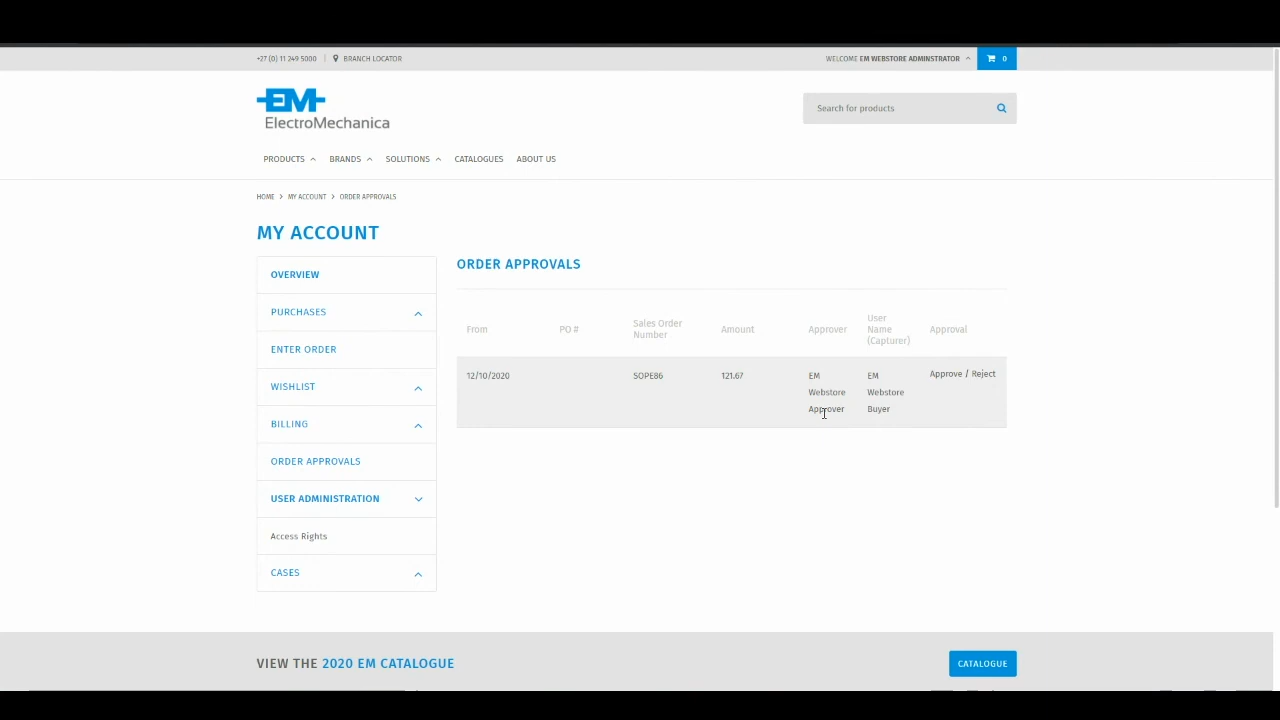 +27 (0) 11 249 5000 | BRANCH LOCATOR
WELCOME EM WEBSTORE ADMINSTRATOR
0
EM
ElectroMechanica
Search for products
PRODUCTS BRANDS SOLUTIONS CATALOGUES ABOUT US
HOME > MY ACCOUNT > ORDER APPROVALS
MY ACCOUNT
OVERVIEW
PURCHASES
ENTER ORDER
WISHLIST
BILLING
ORDER APPROVALS
USER ADMINISTRATION
Access Rights
CASES
ORDER APPROVALS
From
PO #
Sales Order
Number
Amount
Approver
User
Name
(Capturer)
Approval
12/10/2020
SOPE86
121.67
EM
Webstore
Approver
EM
Webstore
Buyer
Approve / Reject
VIEW THE 2020 EM CATALOGUE
CATALOGUE